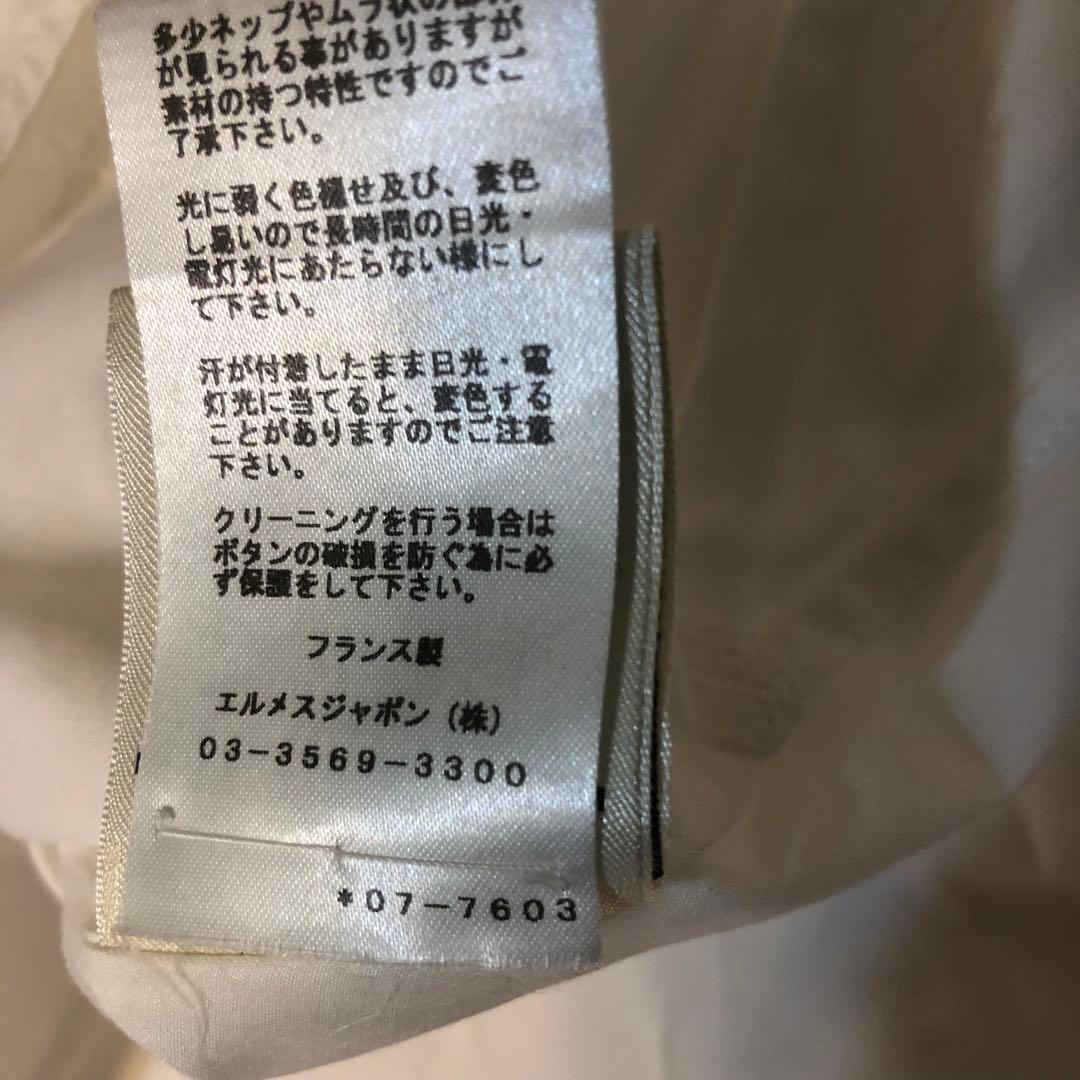 多少ネップやムラ状の
が見られる事がありますが
素材の持つ特性ですのでご
了承下さい。
光に弱く色褪せ及び、変色
し易いので長時間の日光・
電灯光にあたらない様にし
て下さい。
汗が付着したまま日光・電
灯光に当てると、変色する
ことがありますのでご注意
下さい。
クリーニングを行う場合は
ボタンの破損を防ぐ為に必
ず保護をして下さい。
フランス製
エルメスジャポン（株）
03-3569-3300
*07-7603